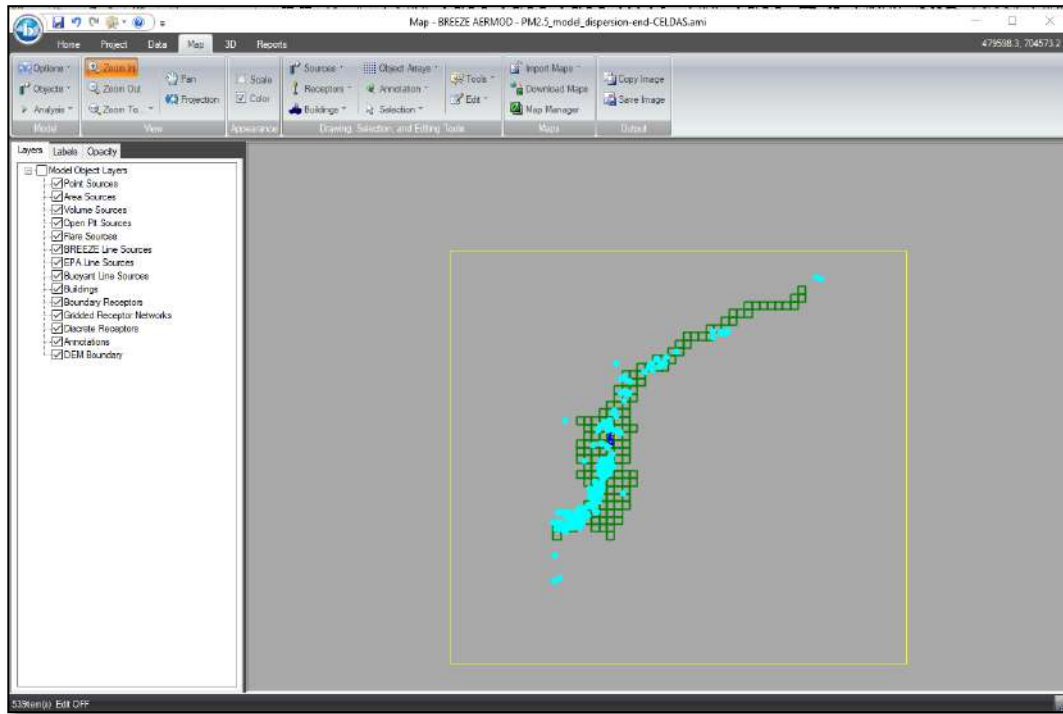 Map - BREEZE AERMOD - PM2.5_model_dispersion-end-CELDAS.ami
Home Project Data Map 3D Reports
479598.3, 704573.2
Options
Objects
Analysis
Model
Zoom In
Zoom Out
Zoom To...
Pan
Projection
View
Scale
Color
Appearance
Sources
Receptors
Buildings
Object Arrays
Annotation
Selection
Tools
Edit
Drawing, Selection, and Editing Tools
Import Maps
Download Maps
Map Manager
Maps
Copy Image
Save Image
Output
Layers Labels Opacity
Model Object Layers
Point Sources
Area Sources
Volume Sources
Open Pit Sources
Flare Sources
BREEZE Line Sources
EPA Line Sources
Buoyant Line Sources
Buildings
Boundary Receptors
Gridded Receptor Networks
Discrete Receptors
Annotations
DEM Boundary
539item(s) Edit OFF